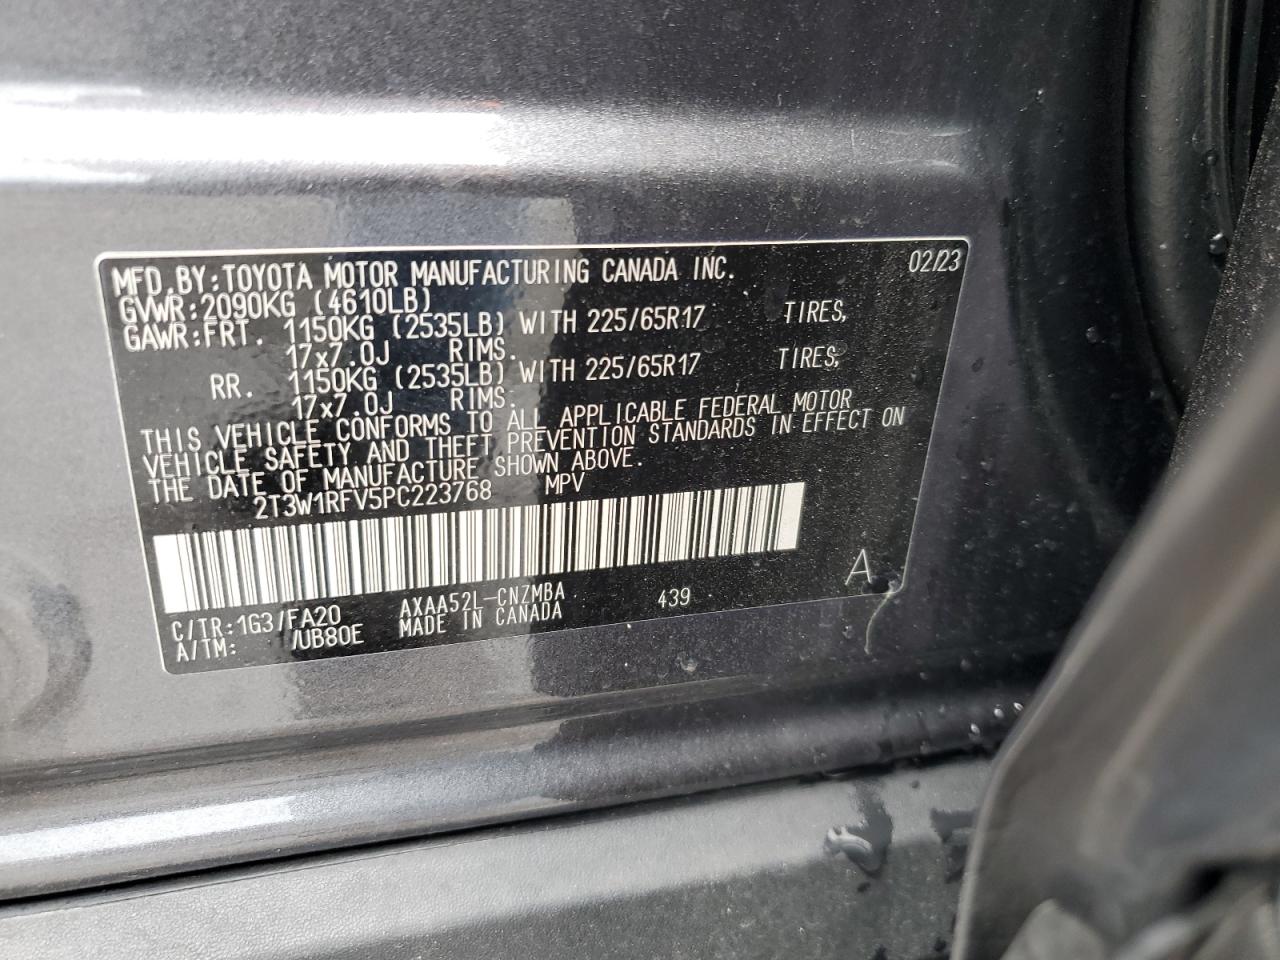 MFD.BY:TOYOTA MOTOR MANUFACTURING CANADA INC. 02/23
GVWR:2090KG (4610LB)
GAWR:FRT. 1150KG (2535LB) WITH 225/65R17 TIRES,
17x7.0J RIMS.
RR. 1150KG (2535LB) WITH 225/65R17 TIRES,
17x7.0J RIMS.
THIS VEHICLE CONFORMS TO ALL APPLICABLE FEDERAL MOTOR
VEHICLE SAFETY AND THEFT PREVENTION STANDARDS IN EFFECT ON
THE DATE OF MANUFACTURE SHOWN ABOVE.
2T3W1RFV5PC223768 MPV
A
C/TR:1G3/FA20 AXAA52L-CNZMBA 439
A/TM: /UB80E MADE IN CANADA